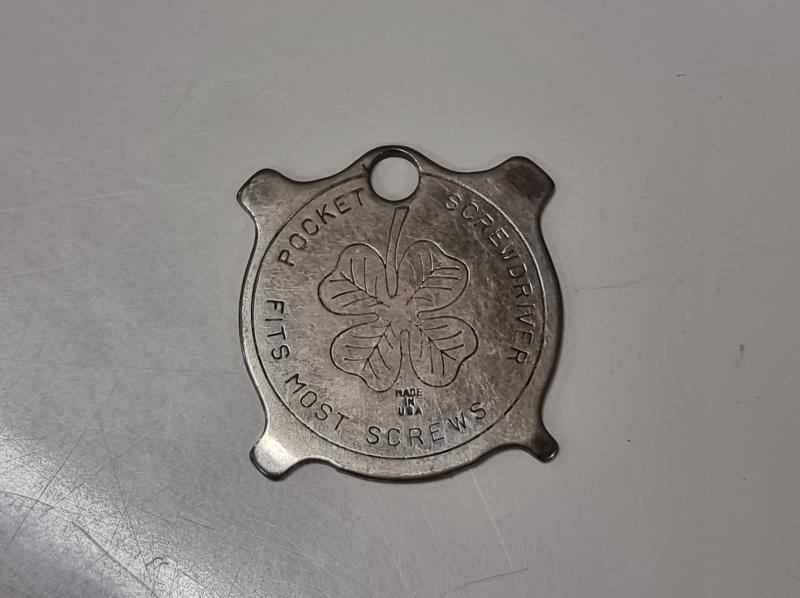 POCKET SCREWDRIVER
FITS MOST SCREWS
MADE
IN
USA